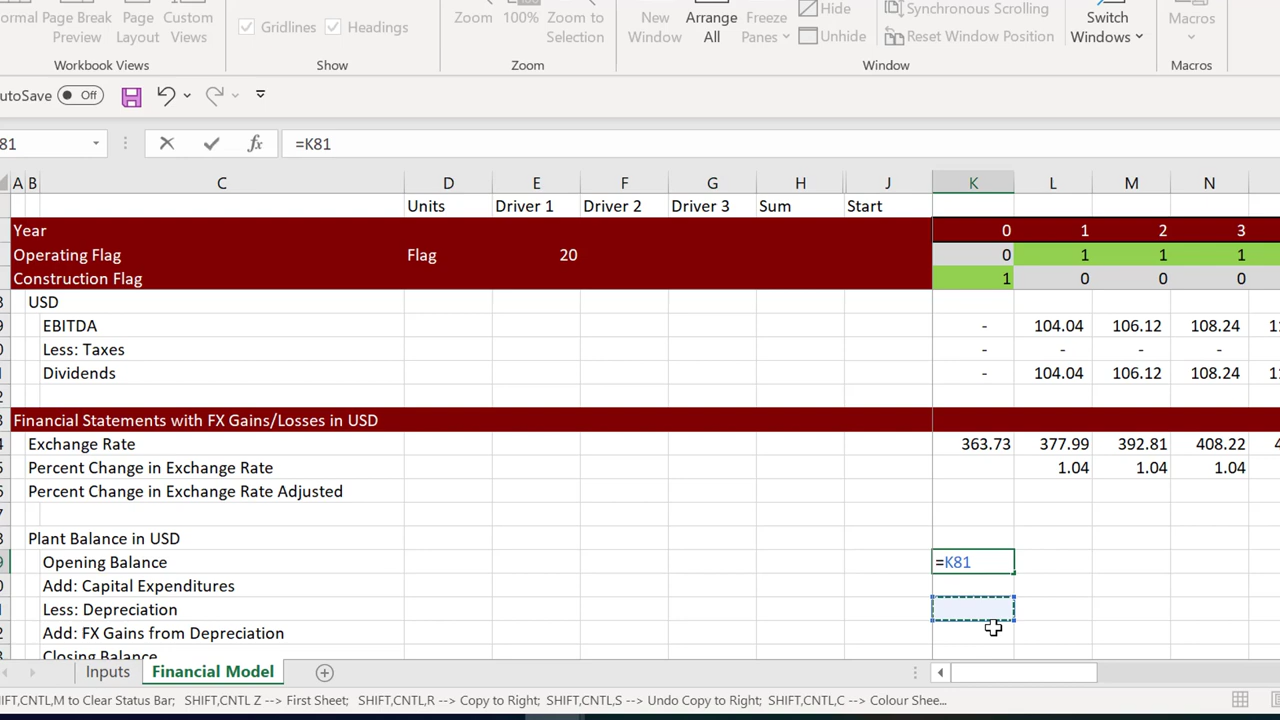 Page Break Preview
Page Layout
Custom Views
Gridlines
Headings
Zoom
100%
Zoom to Selection
New Window
Arrange All
Freeze Panes
Hide
Unhide
Synchronous Scrolling
Reset Window Position
Switch Windows
Macros
Workbook Views
Show
Zoom
Window
Macros
Off
=K81
A B C D E F G H J K L M N
Units Driver 1 Driver 2 Driver 3 Sum Start
Year 0 1 2 3
Operating Flag Flag 20 0 1 1 1
Construction Flag 1 0 0 0
USD
EBITDA - 104.04 106.12 108.24
Less: Taxes - - - -
Dividends - 104.04 106.12 108.24
Financial Statements with FX Gains/Losses in USD
Exchange Rate 363.73 377.99 392.81 408.22
Percent Change in Exchange Rate 1.04 1.04 1.04
Percent Change in Exchange Rate Adjusted
Plant Balance in USD
Opening Balance =K81
Add: Capital Expenditures
Less: Depreciation
Add: FX Gains from Depreciation
Closing Balance
Inputs Financial Model
SHIFT,CNTL,M to Clear Status Bar; SHIFT,CNTL Z --> First Sheet; SHIFT,CNTL,R --> Copy to Right; SHIFT,CNTL,S --> Undo Copy to Right; SHIFT,CNTL,C --> Colour Shee...